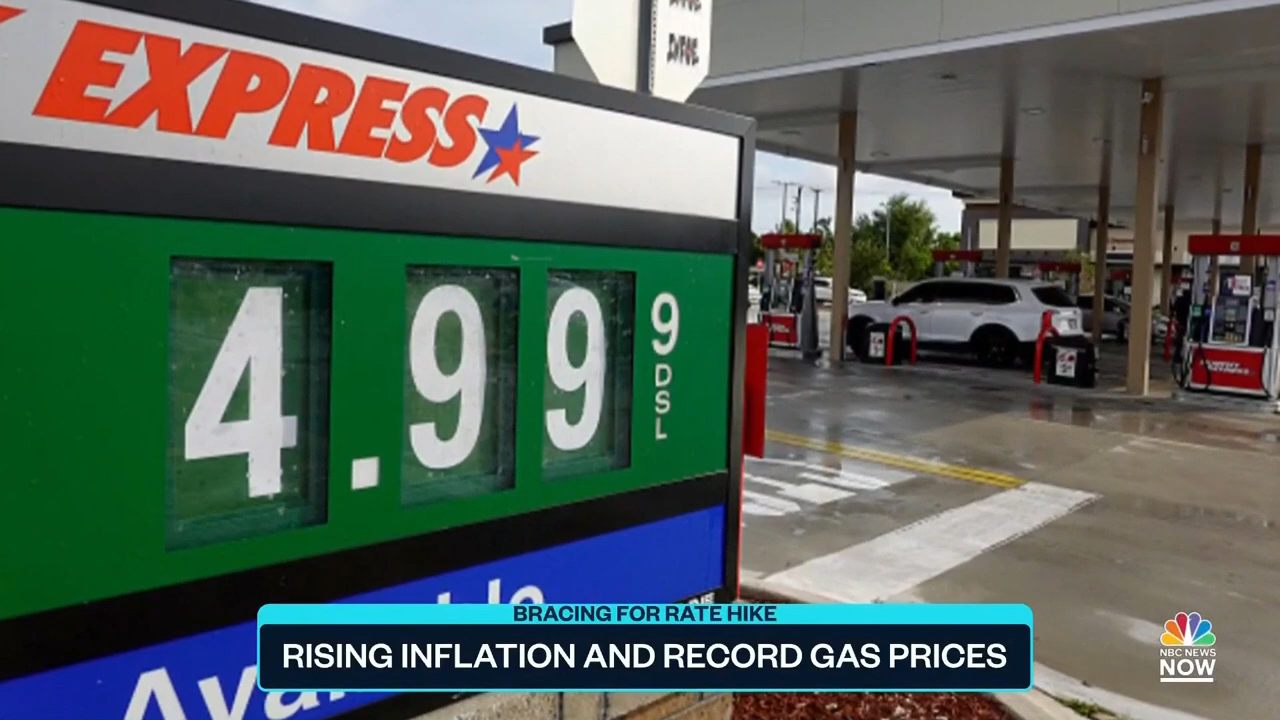 EXPRESS
4.99 9
DSL
BRACING FOR RATE HIKE
RISING INFLATION AND RECORD GAS PRICES
NBC NEWS
NOW